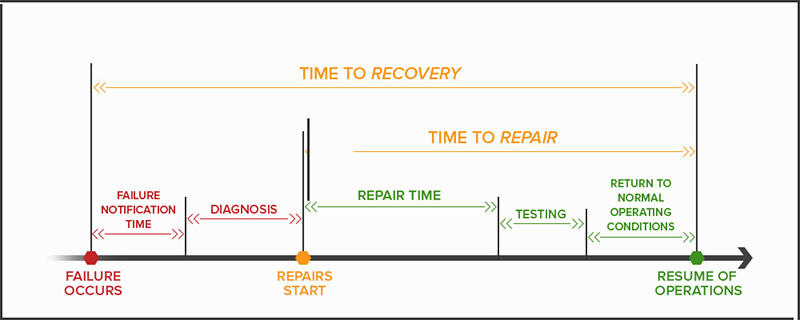 TIME TO RECOVERY
TIME TO REPAIR
FAILURE
NOTIFICATION
TIME
DIAGNOSIS
REPAIR TIME
TESTING
RETURN TO
NORMAL
OPERATING
CONDITIONS
FAILURE
OCCURS
REPAIRS
START
RESUME OF
OPERATIONS